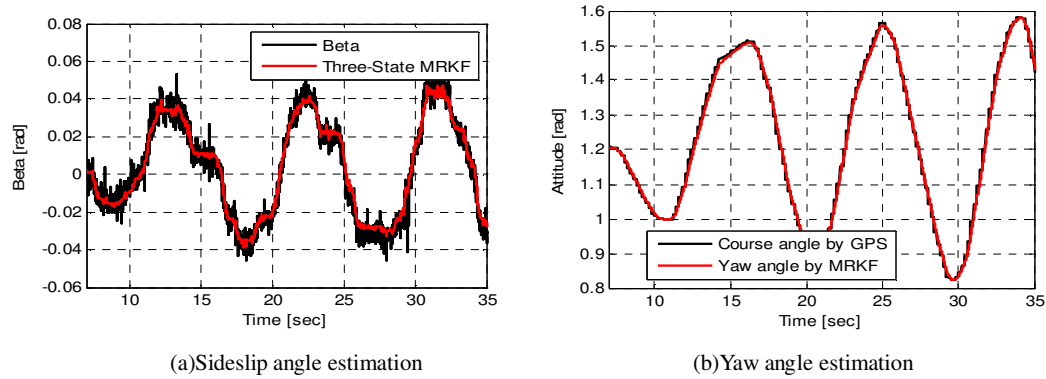 0.08
0.06
0.04
0.02
0
-0.02
-0.04
-0.06
10
15
20
25
30
35
Beta [rad]
Time [sec]
Beta
Three-State MRKF
(a)Sideslip angle estimation
1.6
1.5
1.4
1.3
1.2
1.1
1
0.9
0.8
10
15
20
25
30
35
Attitude [rad]
Time [sec]
Course angle by GPS
Yaw angle by MRKF
(b)Yaw angle estimation